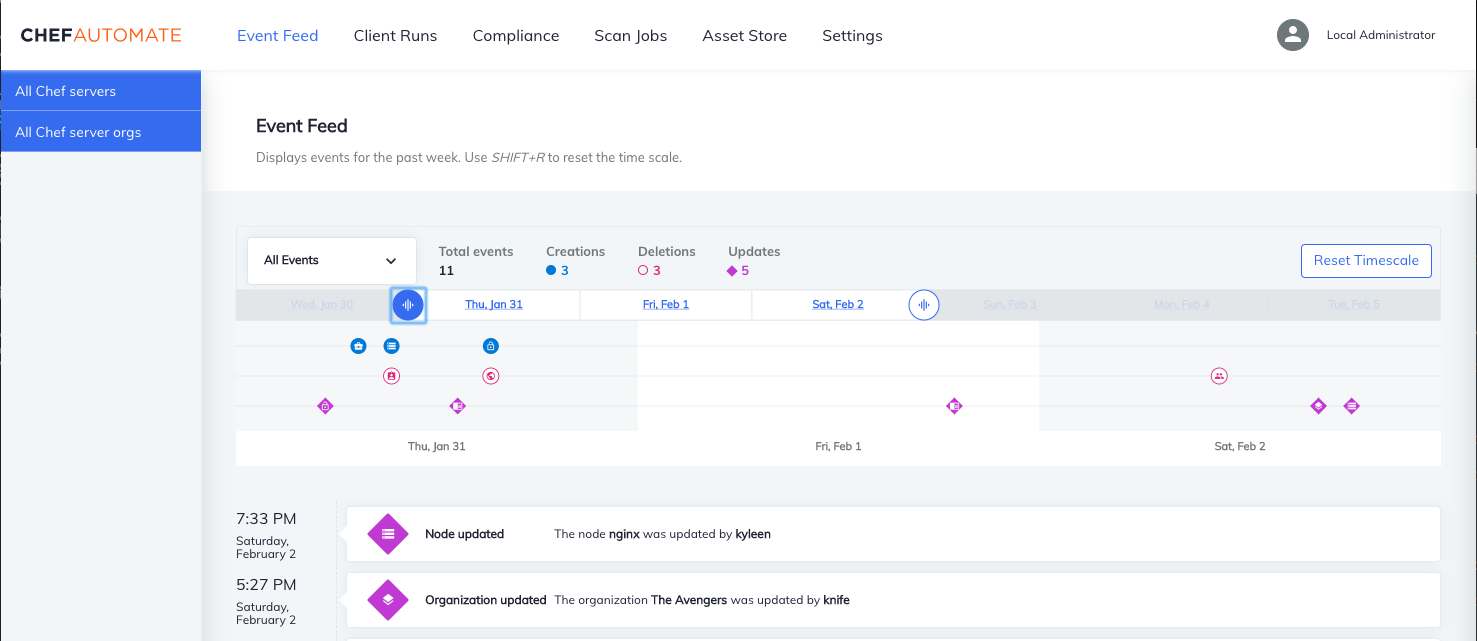 CHEFAUTOMATE Event Feed Client Runs Compliance Scan Jobs Asset Store Settings Local Administrator
All Chef servers
All Chef server orgs
Event Feed
Displays events for the past week. Use SHIFT+R to reset the time scale.
All Events
Total events Creations Deletions Updates
11 3 3 5
Reset Timescale
Wed, Jan 30 Thu, Jan 31 Fri, Feb 1 Sat, Feb 2 Sun, Feb 3 Mon, Feb 4 Tue, Feb 5
Thu, Jan 31 Fri, Feb 1 Sat, Feb 2
7:33 PM
Saturday,
February 2
Node updated The node nginx was updated by kyleen
5:27 PM
Saturday,
February 2
Organization updated The organization The Avengers was updated by knife